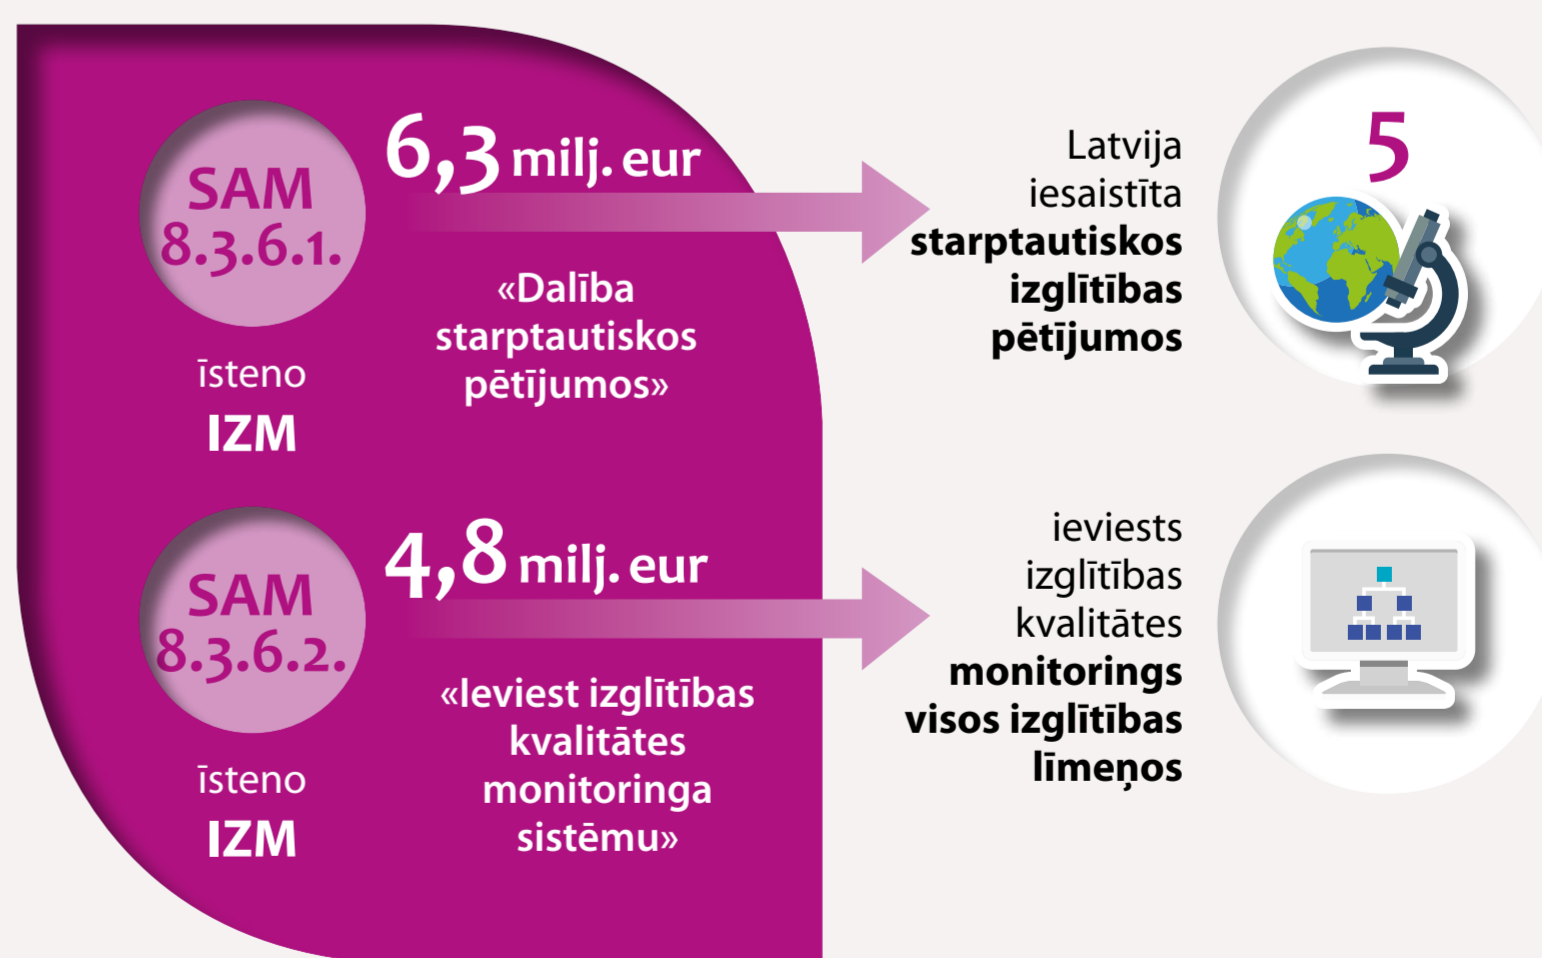 SAM
8.3.6.1.
īsteno
IZM
6,3 milj. eur
«Dalība
starptautiskos
pētījumos»
Latvija
iesaistīta
starptautiskos
izglītības
pētījumos
5
SAM
8.3.6.2.
īsteno
IZM
4,8 milj. eur
«Ieviest izglītības
kvalitātes
monitoringa
sistēmu»
ieviests
izglītības
kvalitātes
monitorings
visos izglītības
līmeņos